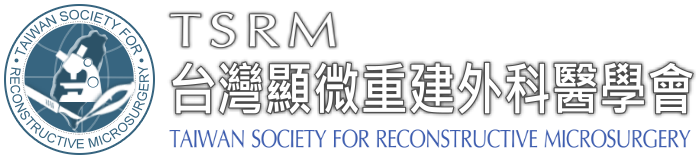 • TAIWAN SOCIETY FOR •
RECONSTRUCTIVE MICROSURGERY
TSRM
台灣顯微重建外科醫學會
TAIWAN SOCIETY FOR RECONSTRUCTIVE MICROSURGERY